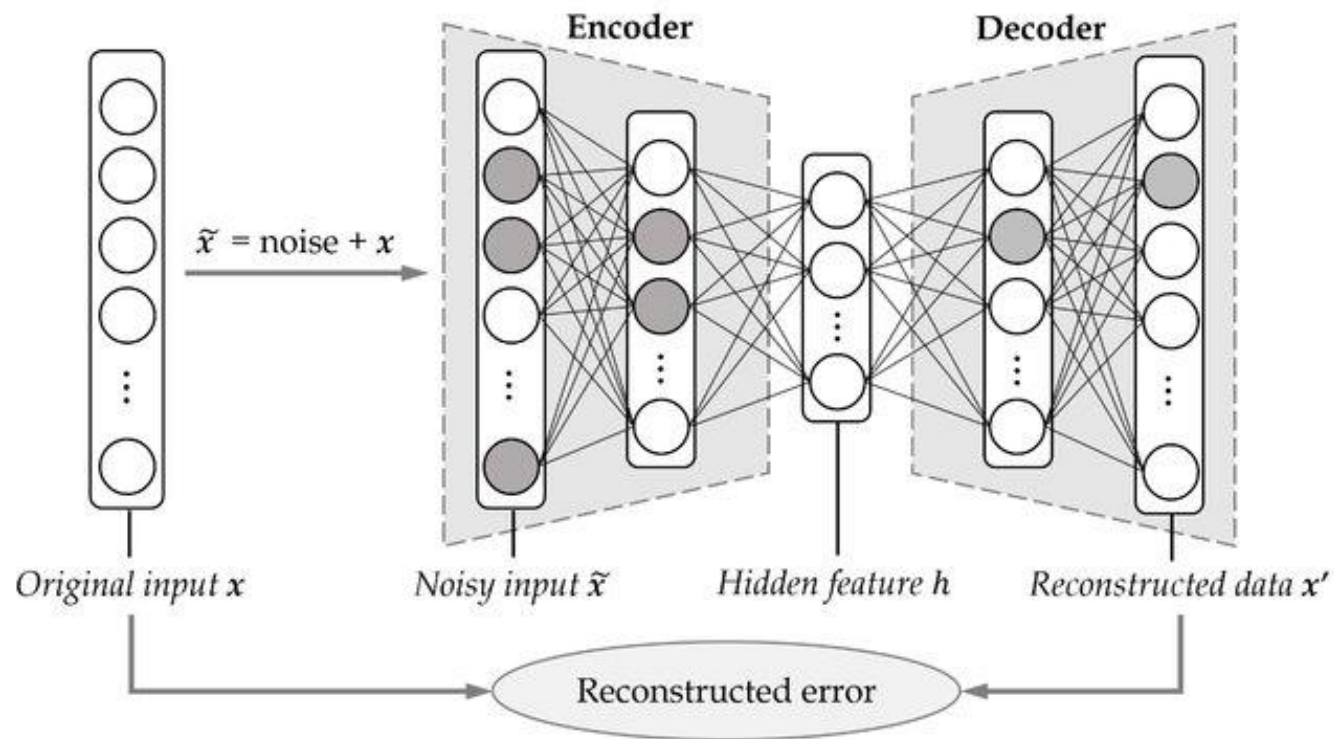 Encoder
Decoder
x̃ = noise + x
⋮
⋮
⋮
⋮
⋮
⋮
Original input x
Noisy input x̃
Hidden feature h
Reconstructed data x′
Reconstructed error